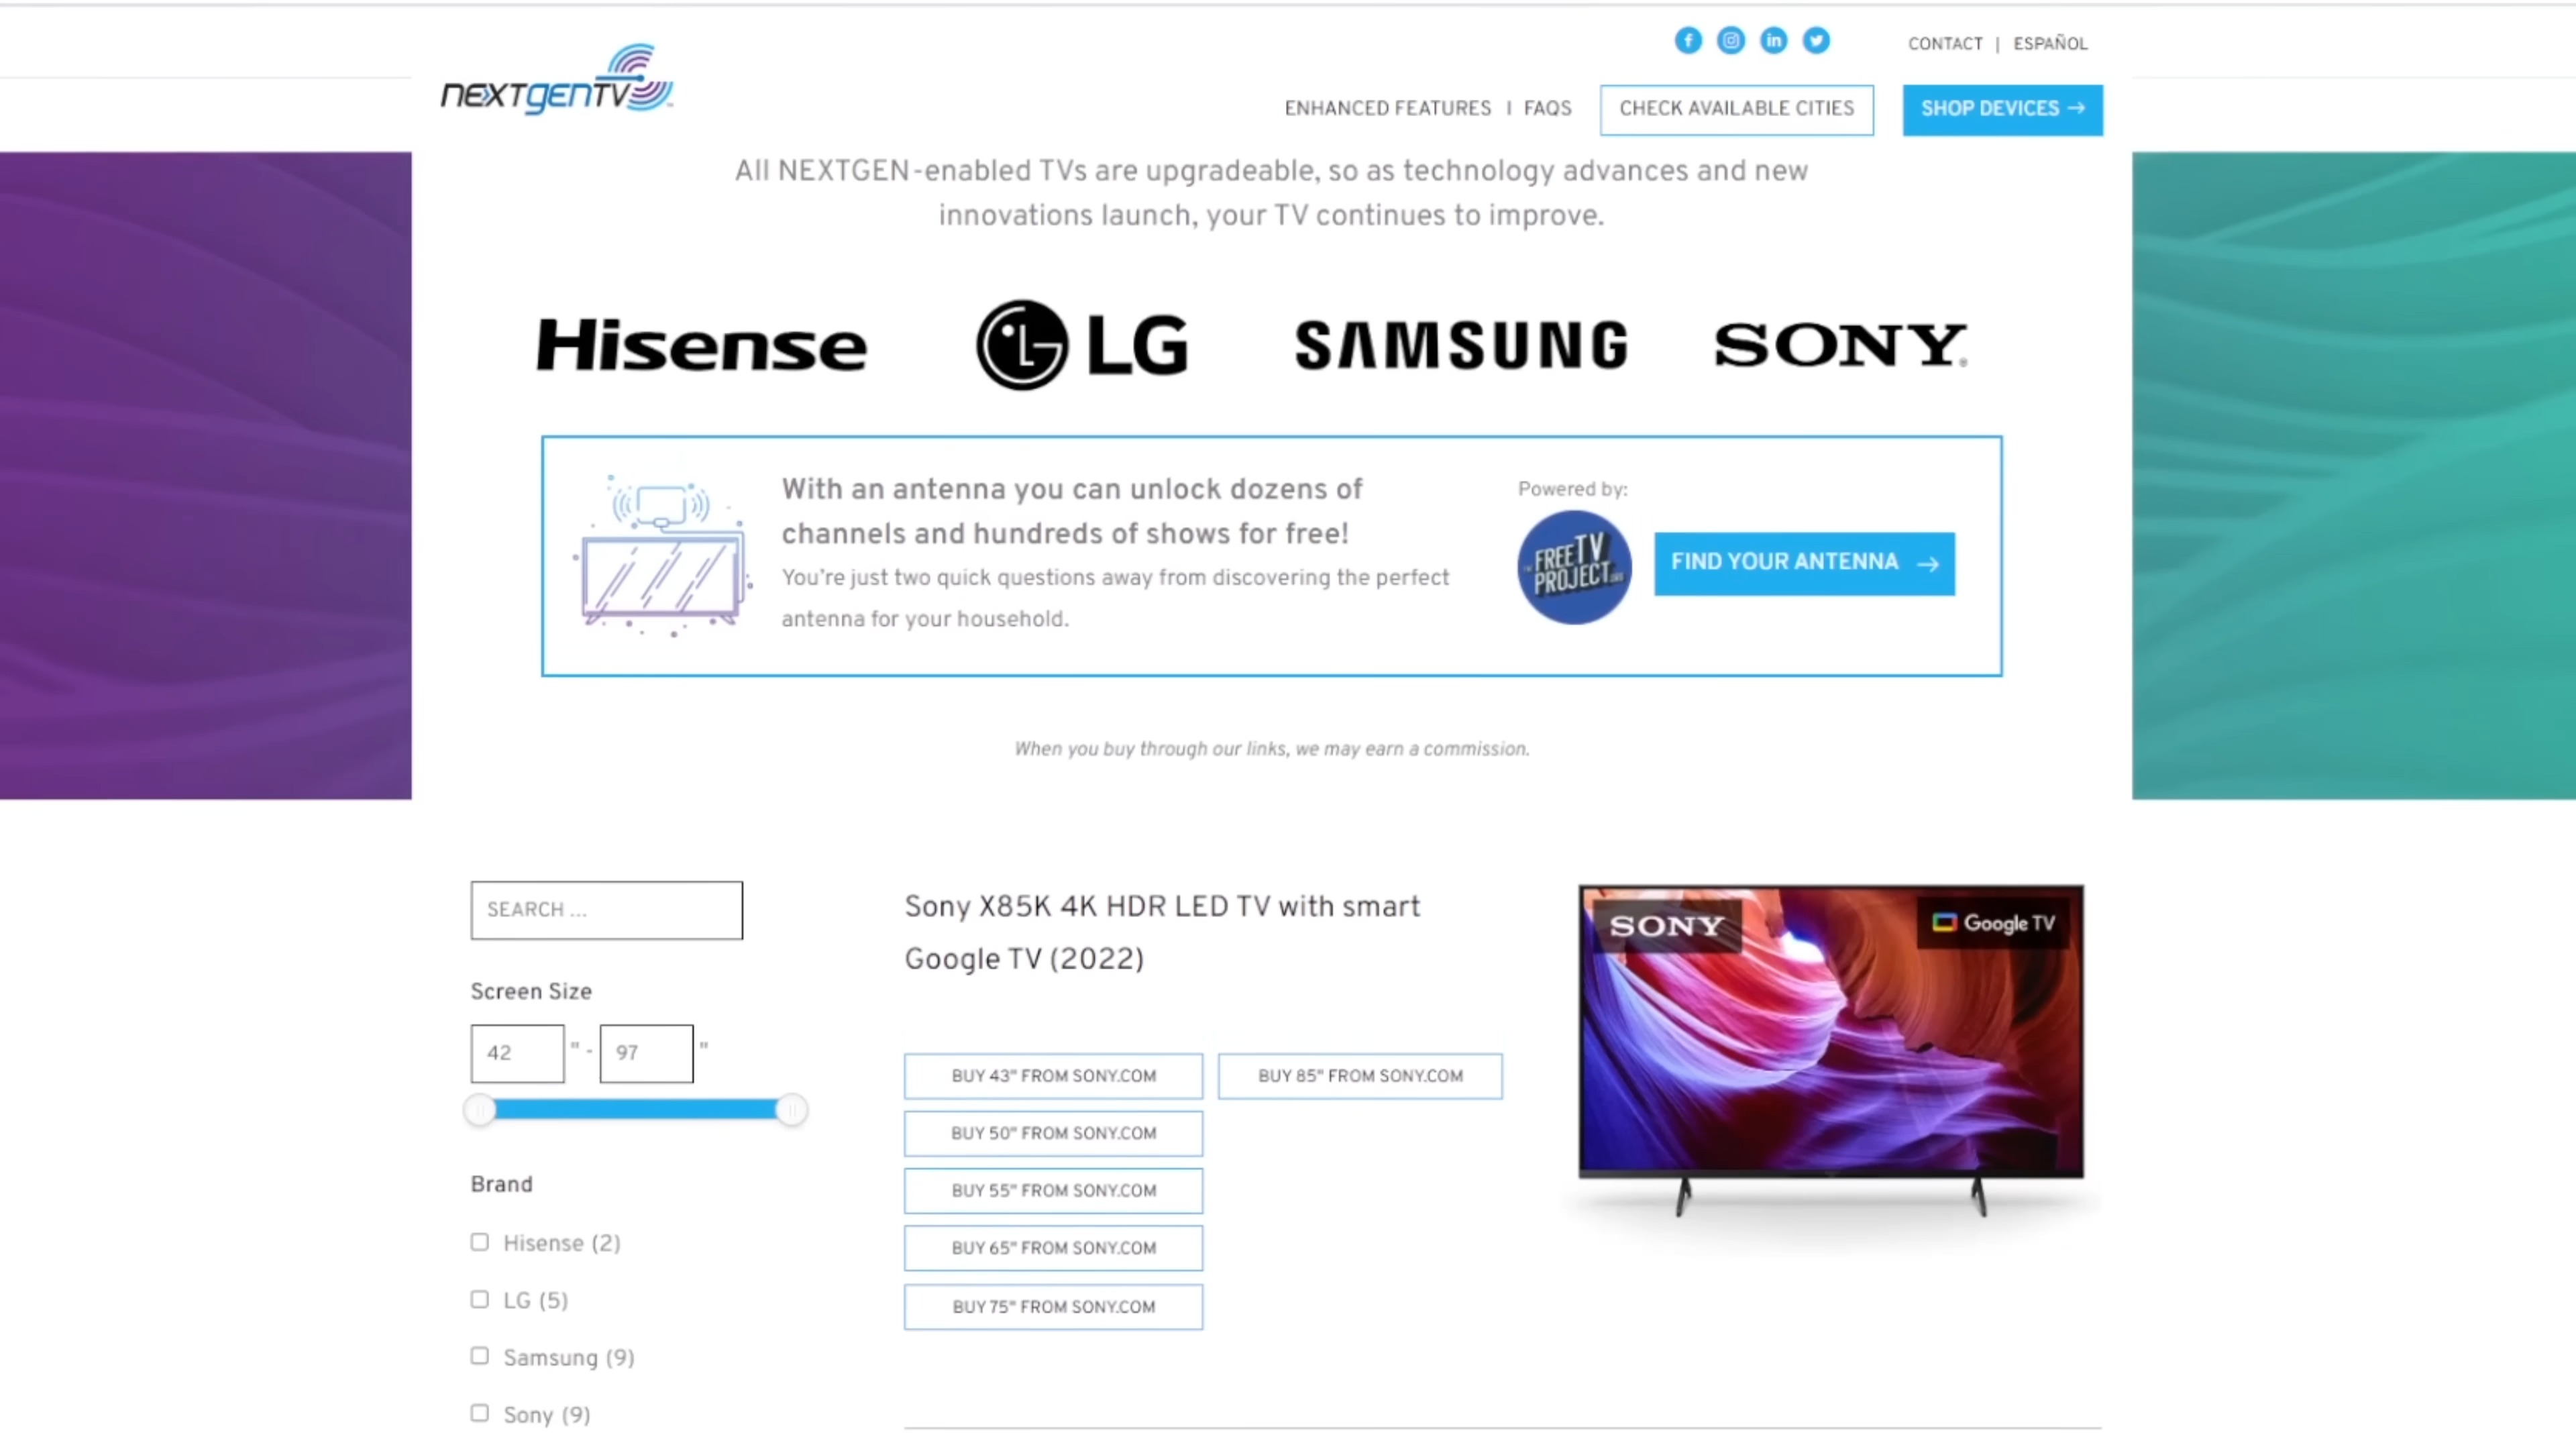 CONTACT | ESPAÑOL
NEXTGENTV
ENHANCED FEATURES | FAQS
CHECK AVAILABLE CITIES
SHOP DEVICES →
All NEXTGEN-enabled TVs are upgradeable, so as technology advances and new
innovations launch, your TV continues to improve.
Hisense
LG
SAMSUNG
SONY
With an antenna you can unlock dozens of
channels and hundreds of shows for free!
You're just two quick questions away from discovering the perfect
antenna for your household.
Powered by:
FREE TV
PROJECT
FIND YOUR ANTENNA →
When you buy through our links, we may earn a commission.
SEARCH ...
Screen Size
42 " - 97 "
Brand
Hisense (2)
LG (5)
Samsung (9)
Sony (9)
Sony X85K 4K HDR LED TV with smart
Google TV (2022)
BUY 43" FROM SONY.COM
BUY 85" FROM SONY.COM
BUY 50" FROM SONY.COM
BUY 55" FROM SONY.COM
BUY 65" FROM SONY.COM
BUY 75" FROM SONY.COM
SONY
Google TV